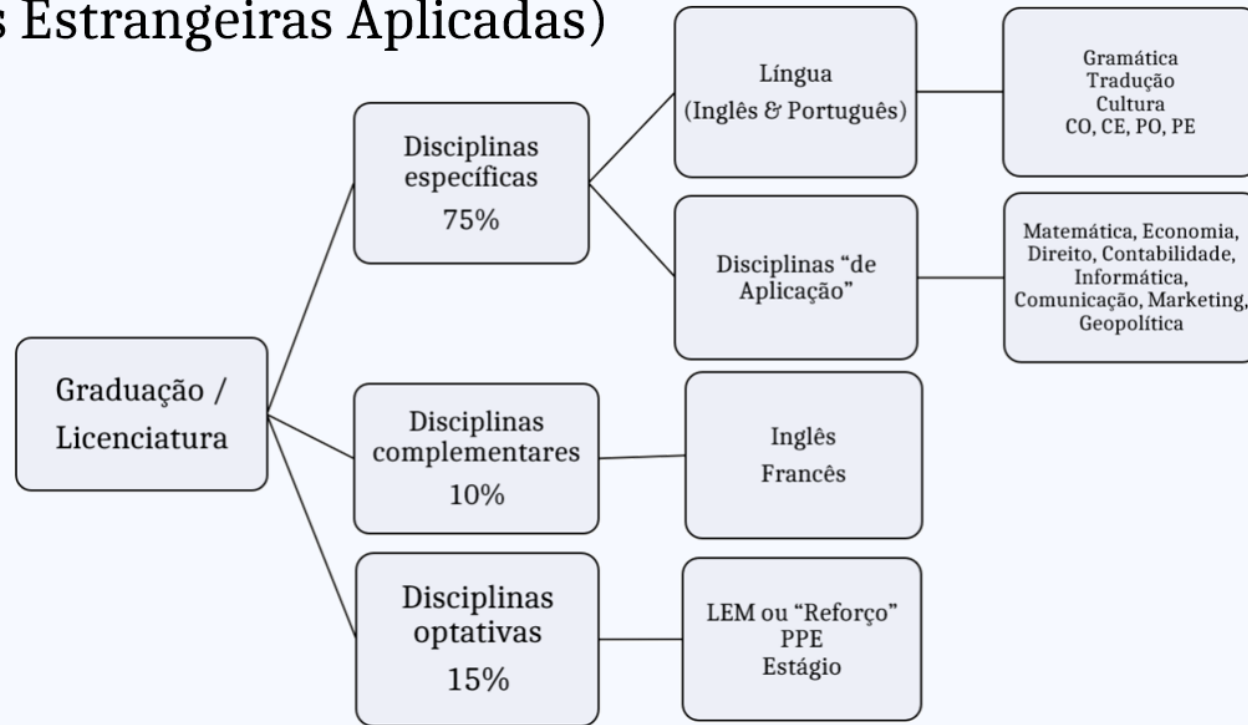 s Estrangeiras Aplicadas)
Graduação /
Licenciatura
Disciplinas
específicas
75%
Língua
(Inglês & Português)
Gramática
Tradução
Cultura
CO, CE, PO, PE
Disciplinas “de
Aplicação”
Matemática, Economia,
Direito, Contabilidade,
Informática,
Comunicação, Marketing,
Geopolítica
Disciplinas
complementares
10%
Inglês
Francês
Disciplinas
optativas
15%
LEM ou “Reforço”
PPE
Estágio